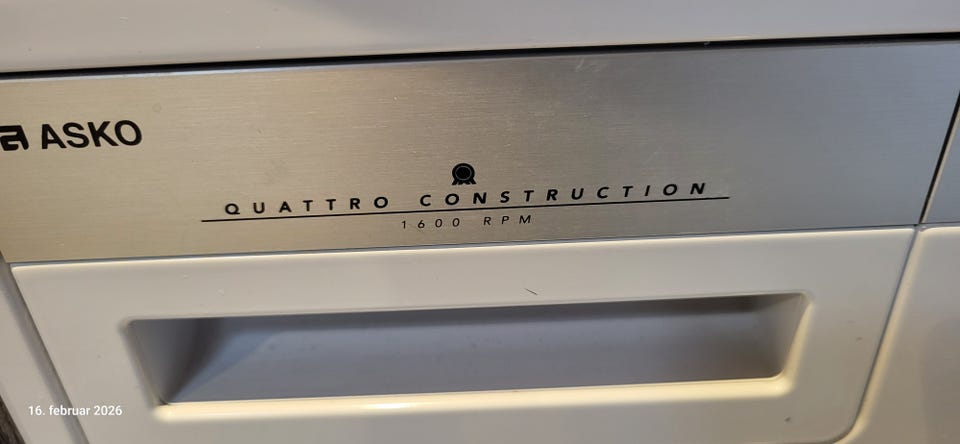 ASKO
QUATTRO CONSTRUCTION
1600 RPM
16. februar 2026